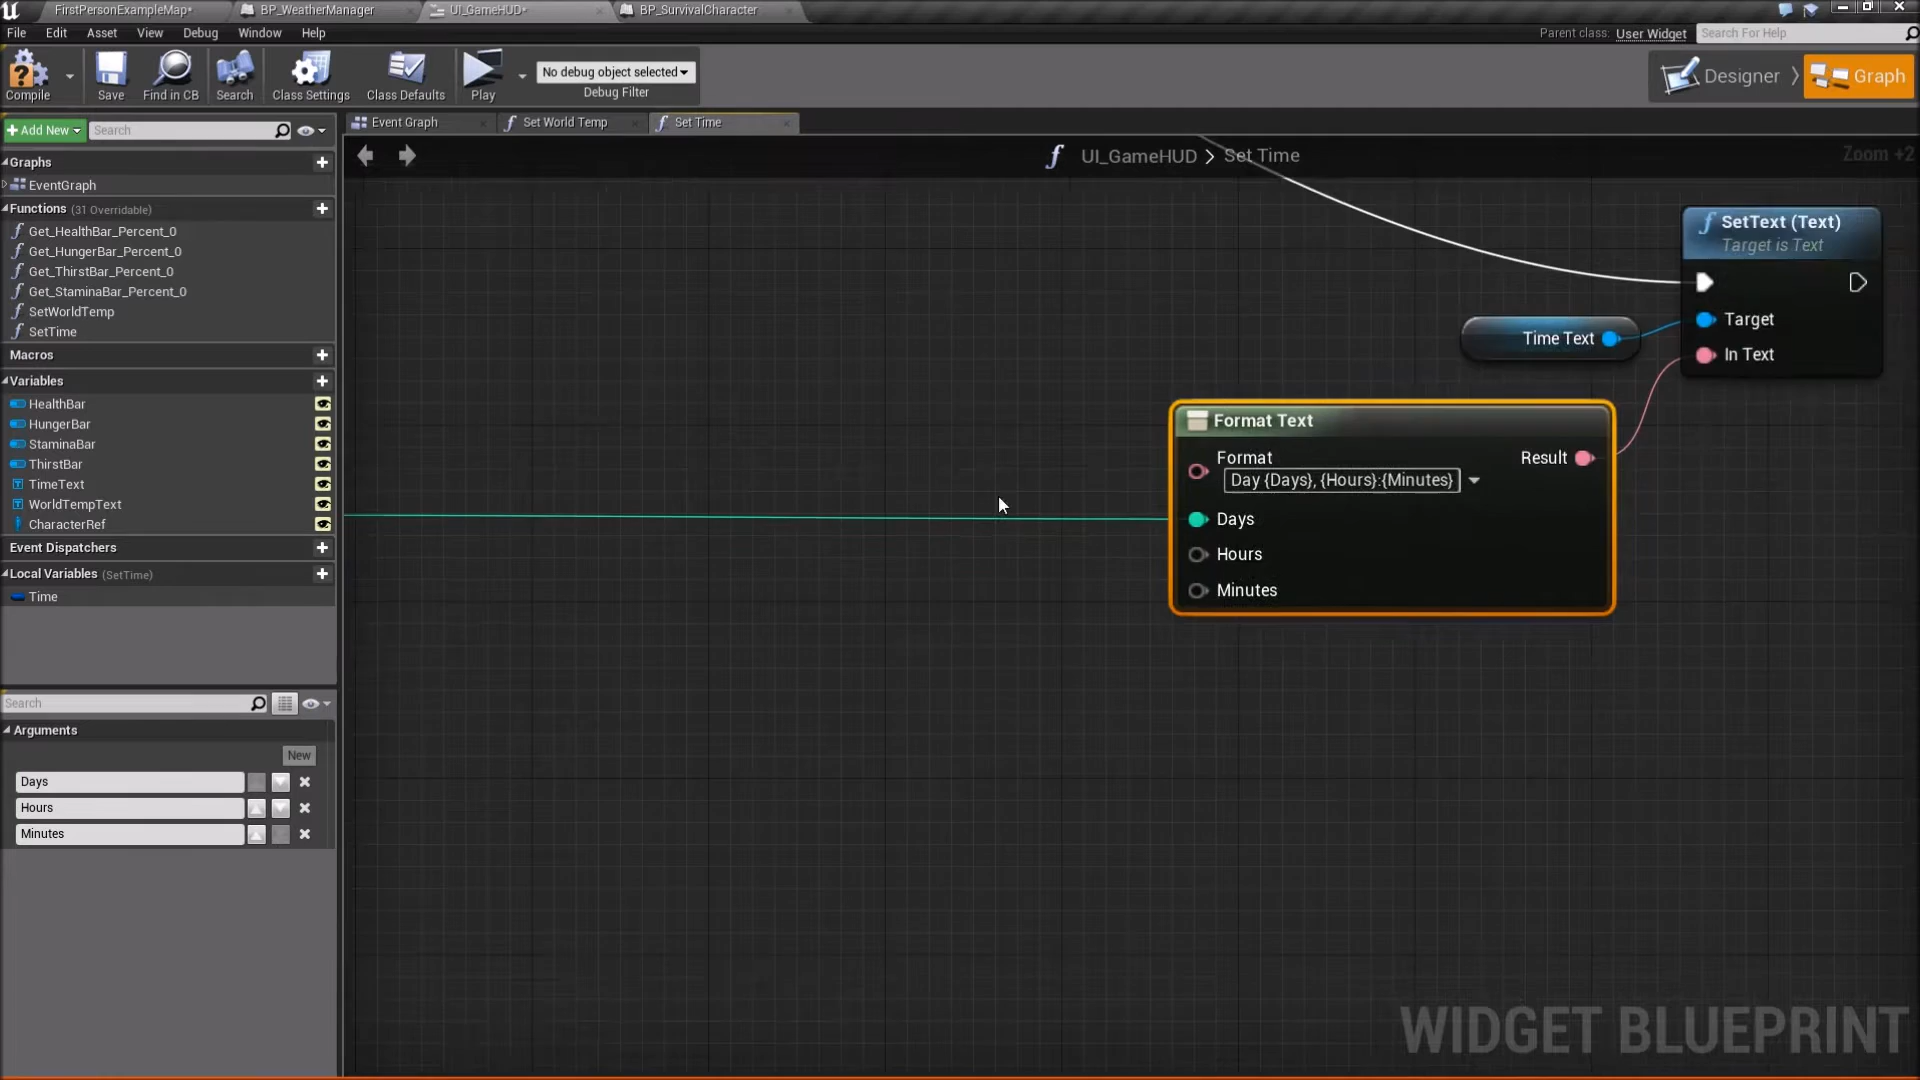 FirstPersonExampleMap*
BP_WeatherManager
UI_GameHUD*
BP_SurvivalCharacter
File
Edit
Asset
View
Debug
Window
Help
Parent class: User Widget
Search For Help
Compile
Save
Find in CB
Search
Class Settings
Class Defaults
Play
No debug object selected
Debug Filter
Designer
Graph
+Add New
Search
Event Graph
Set World Temp
Set Time
UI_GameHUD > Set Time
Zoom +2
Graphs
EventGraph
Functions (31 Overridable)
Get_HealthBar_Percent_0
Get_HungerBar_Percent_0
Get_ThirstBar_Percent_0
Get_StaminaBar_Percent_0
SetWorldTemp
SetTime
Macros
Variables
HealthBar
HungerBar
StaminaBar
ThirstBar
TimeText
WorldTempText
CharacterRef
Event Dispatchers
Local Variables (SetTime)
Time
Search
Arguments
New
Days
Hours
Minutes
SetText (Text)
Target is Text
Target
In Text
Time Text
Format Text
Format
Day {Days}, {Hours}:{Minutes}
Result
Days
Hours
Minutes
WIDGET BLUEPRINT